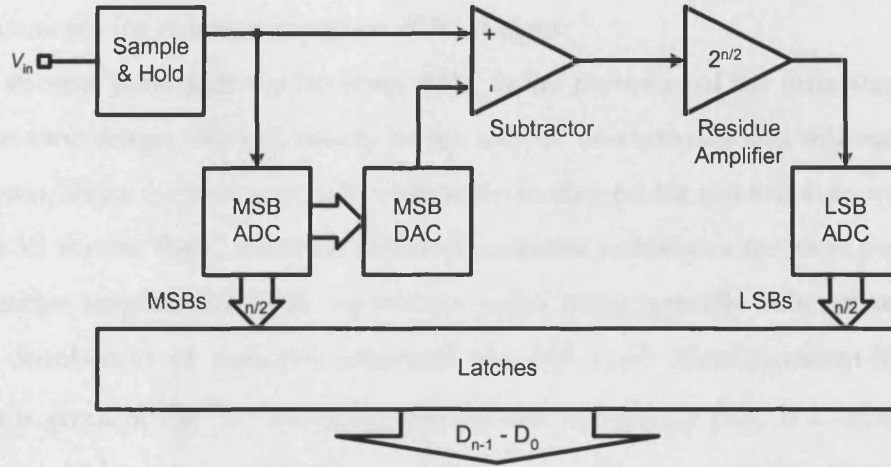 V_in
Sample
& Hold
+
-
Subtractor
2^n/2
Residue
Amplifier
MSB
ADC
MSB
DAC
LSB
ADC
MSBs
n/2
LSBs
n/2
Latches
D_n-1 - D_0